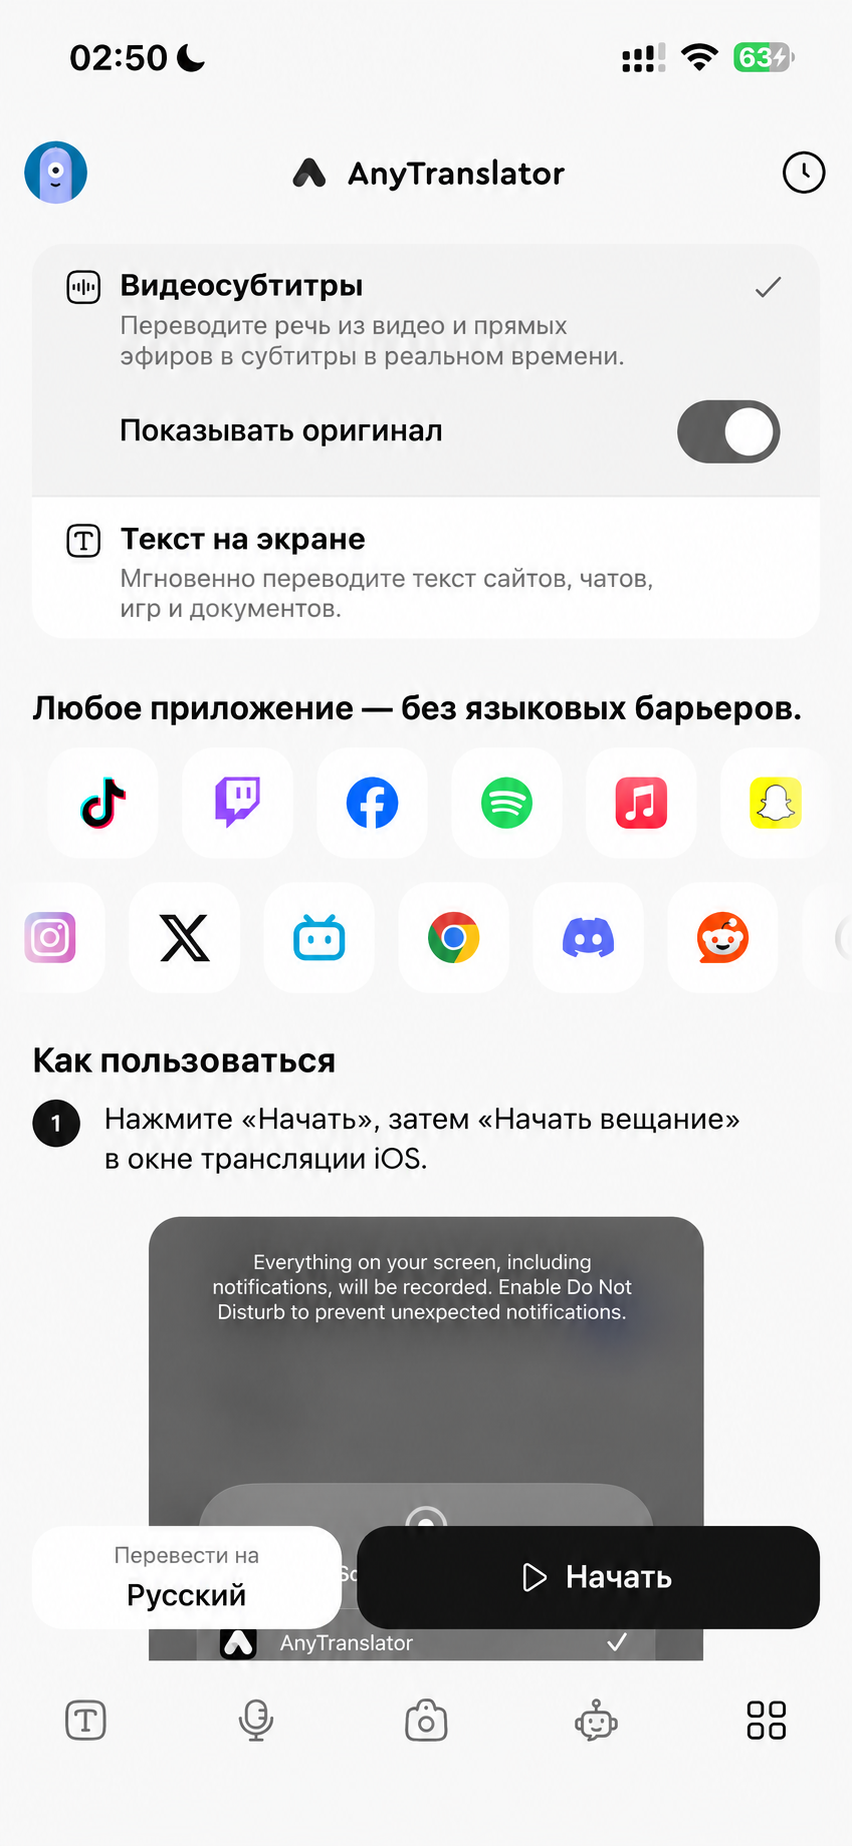 02:50
63
AnyTranslator
Видеосубтитры
Переводите речь из видео и прямых
эфиров в субтитры в реальном времени.
Показывать оригинал
Текст на экране
Мгновенно переводите текст сайтов, чатов,
игр и документов.
Любое приложение — без языковых барьеров.
Как пользоваться
1
Нажмите «Начать», затем «Начать вещание»
в окне трансляции iOS.
Everything on your screen, including
notifications, will be recorded. Enable Do Not
Disturb to prevent unexpected notifications.
Перевести на
Русский
Начать
AnyTranslator